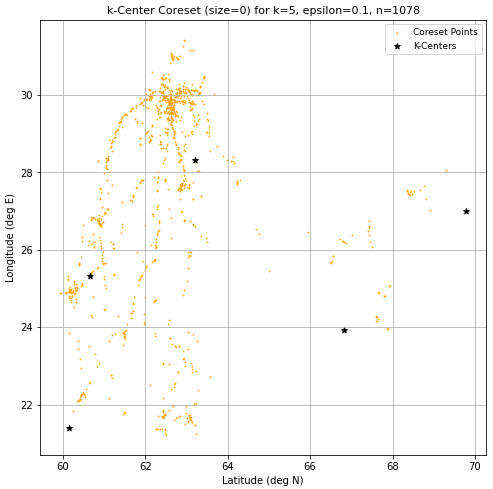 k-Center Coreset (size=0) for k=5, epsilon=0.1, n=1078
Coreset Points
K-Centers
Longitude (deg E)
30
28
26
24
22
60
62
64
66
68
70
Latitude (deg N)